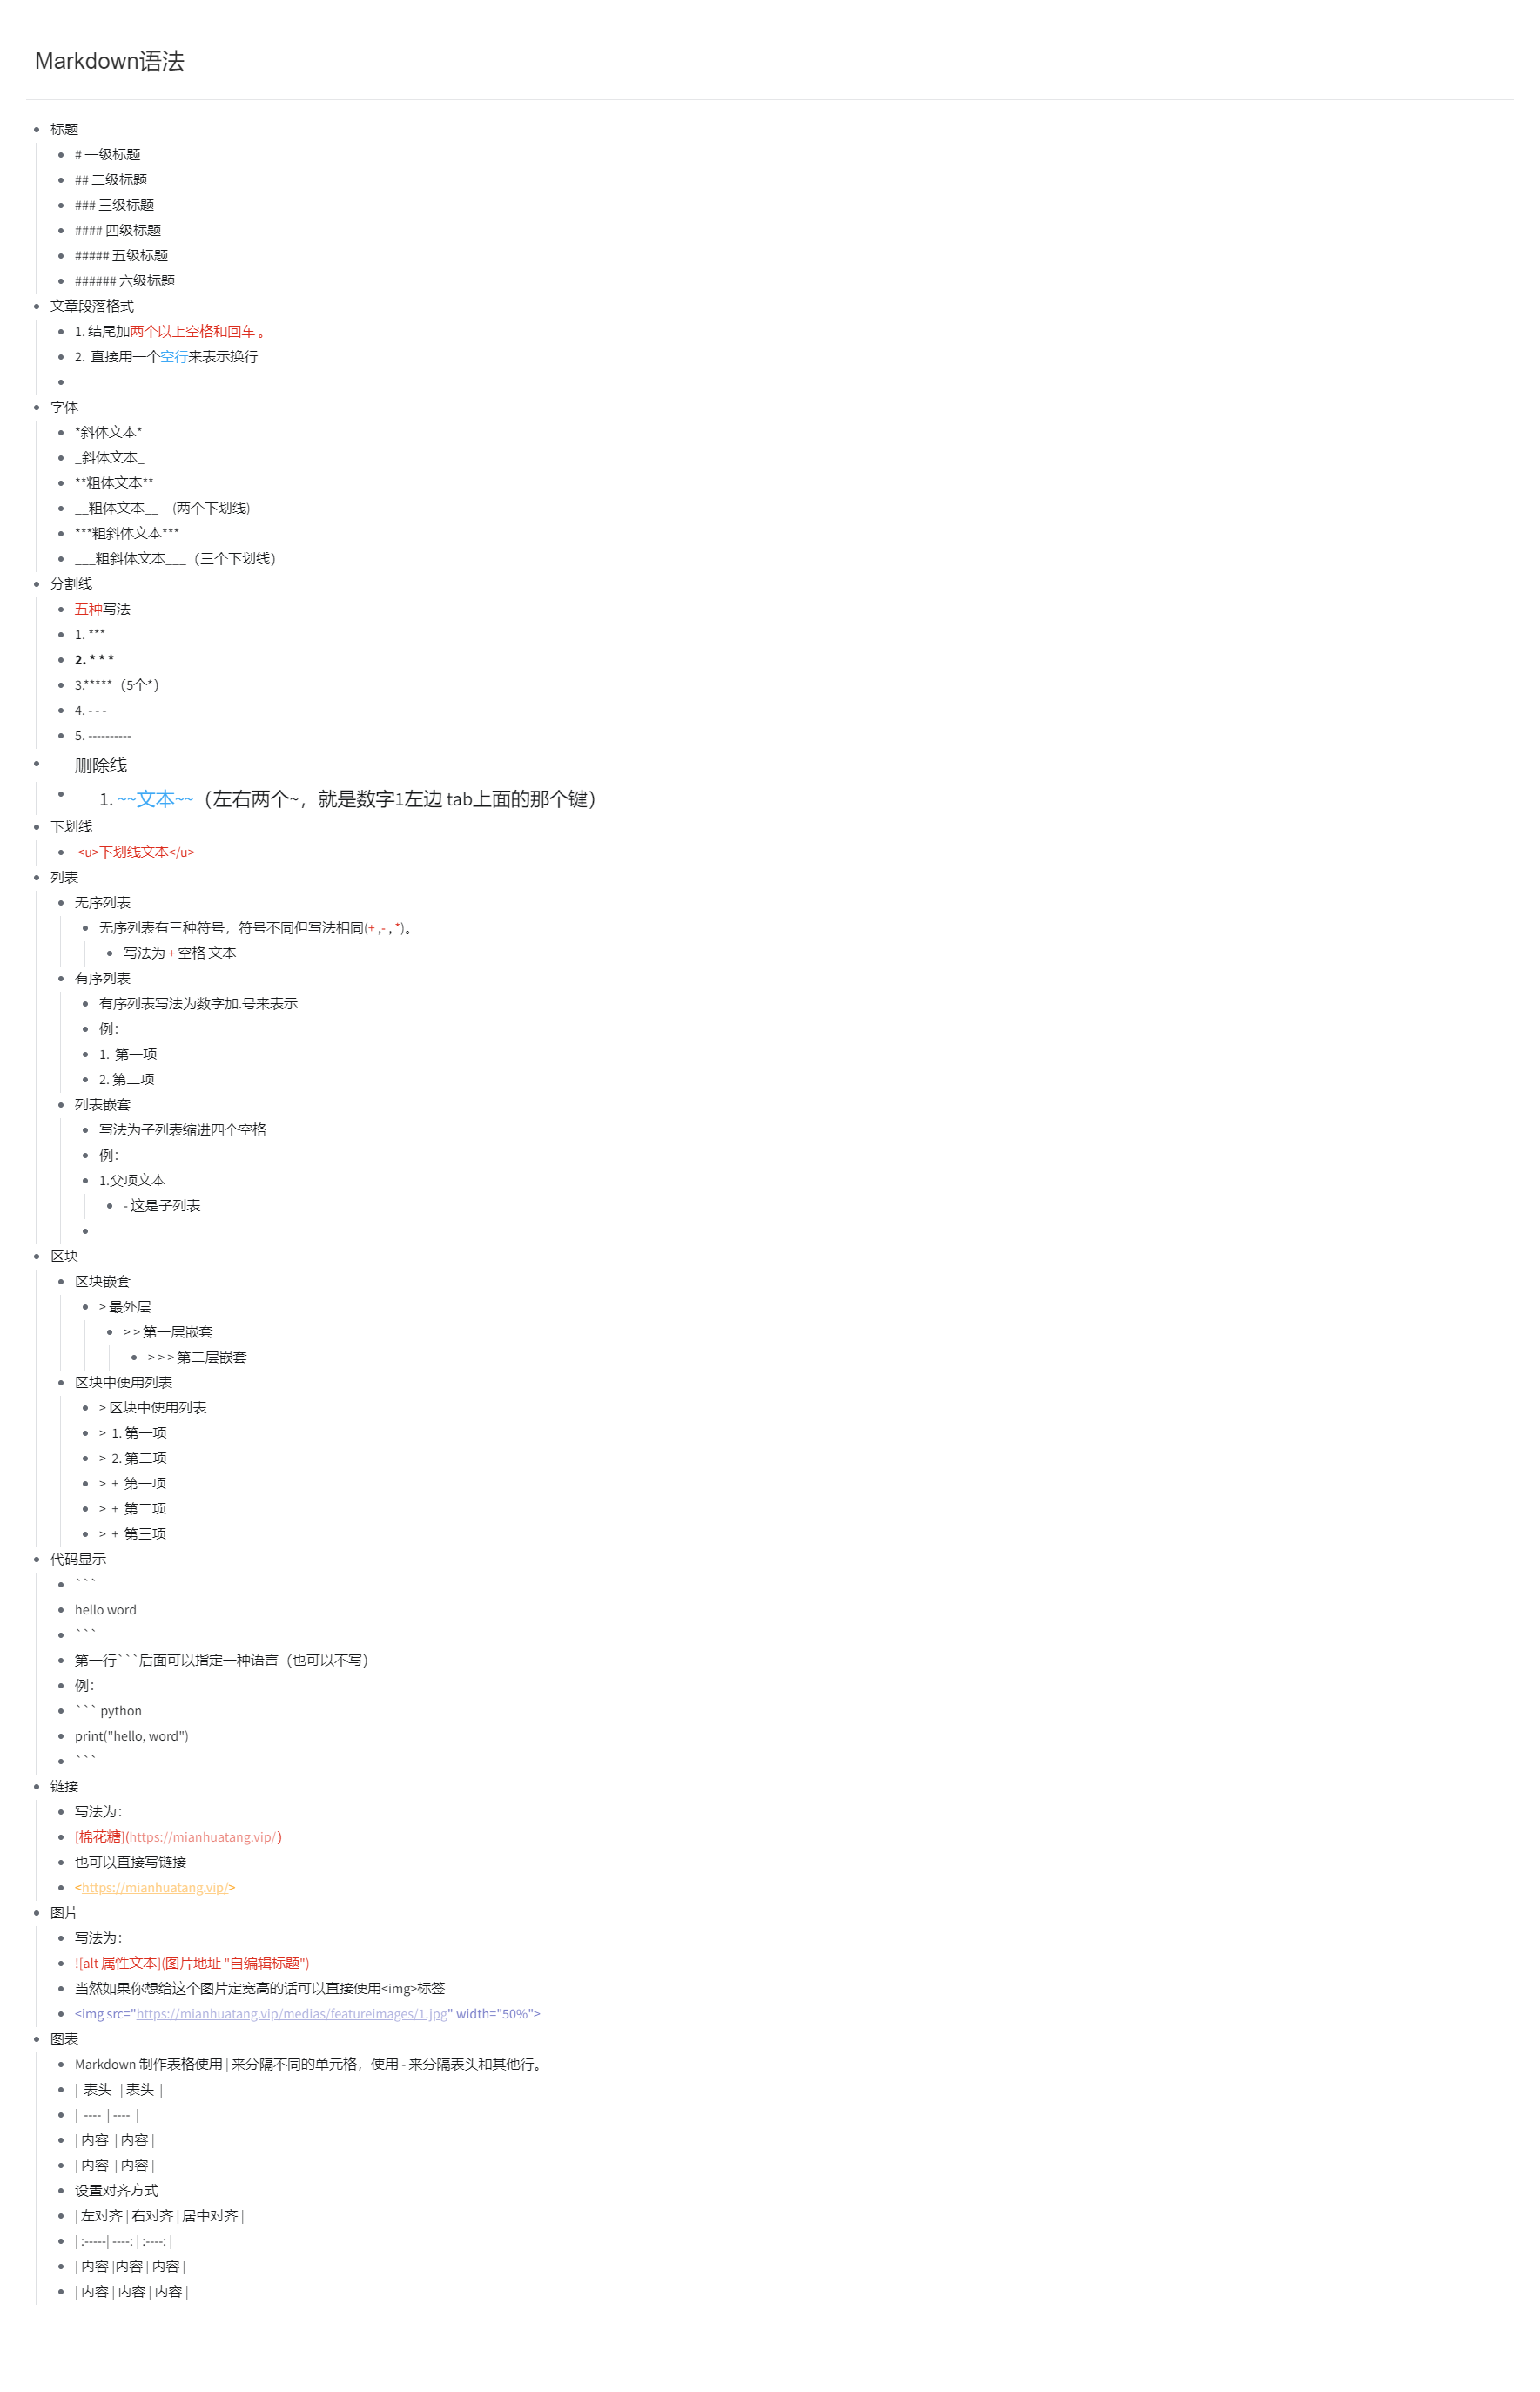 Markdown语法
标题
# 一级标题
## 二级标题
### 三级标题
#### 四级标题
##### 五级标题
###### 六级标题
文章段落格式
1. 结尾加两个以上空格和回车 。
2.  直接用一个空行来表示换行
字体
*斜体文本*
_斜体文本_
**粗体文本**
__粗体文本__    (两个下划线)
***粗斜体文本***
___粗斜体文本___（三个下划线）
分割线
五种写法
1. ***
2. * * *
3.*****（5个*）
4. - - -
5. ----------
删除线
1. ~~文本~~（左右两个~，就是数字1左边 tab上面的那个键）
下划线
<u>下划线文本</u>
列表
无序列表
无序列表有三种符号，符号不同但写法相同(+ ,- , *)。
写法为 + 空格 文本
有序列表
有序列表写法为数字加.号来表示
例：
1.  第一项
2. 第二项
列表嵌套
写法为子列表缩进四个空格
例：
1.父项文本
- 这是子列表
区块
区块嵌套
> 最外层
> > 第一层嵌套
> > > 第二层嵌套
区块中使用列表
> 区块中使用列表
>  1. 第一项
>  2. 第二项
>  +  第一项
>  +  第二项
>  +  第三项
代码显示
```
hello word
```
第一行```后面可以指定一种语言（也可以不写）
例：
``` python
print("hello, word")
```
链接
写法为：
[棉花糖](https://mianhuatang.vip/)
也可以直接写链接
<https://mianhuatang.vip/>
图片
写法为：
![alt 属性文本](图片地址 "自编辑标题")
当然如果你想给这个图片定宽高的话可以直接使用<img>标签
<img src="https://mianhuatang.vip/medias/featureimages/1.jpg" width="50%">
图表
Markdown 制作表格使用 | 来分隔不同的单元格，使用 - 来分隔表头和其他行。
|  表头   | 表头  |
|  ----  | ----  |
| 内容  | 内容 |
| 内容  | 内容 |
设置对齐方式
| 左对齐 | 右对齐 | 居中对齐 |
| :-----| ----: | :----: |
| 内容 |内容 | 内容 |
| 内容 | 内容 | 内容 |